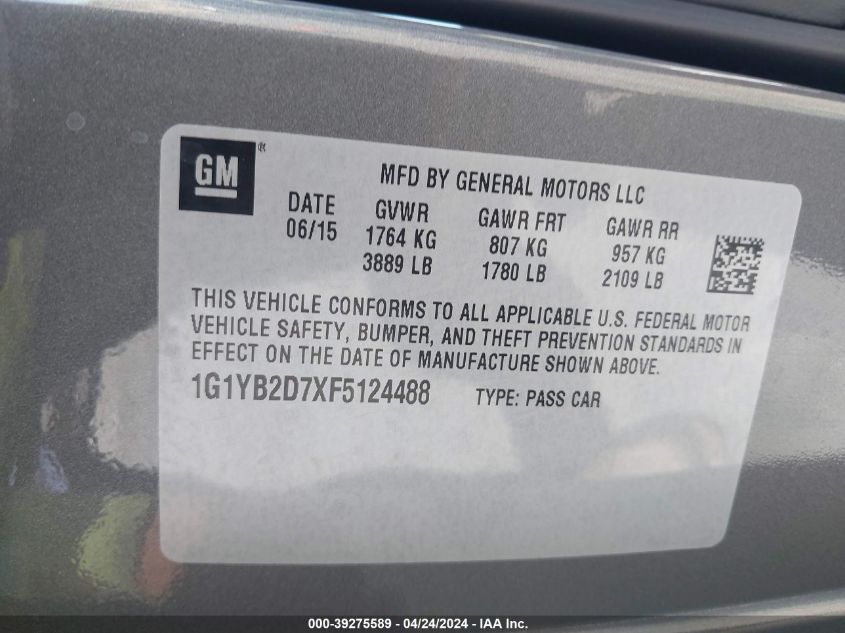 GM ®
MFD BY GENERAL MOTORS LLC
DATE GVWR GAWR FRT GAWR RR
06/15 1764 KG 807 KG 957 KG
3889 LB 1780 LB 2109 LB
THIS VEHICLE CONFORMS TO ALL APPLICABLE U.S. FEDERAL MOTOR
VEHICLE SAFETY, BUMPER, AND THEFT PREVENTION STANDARDS IN
EFFECT ON THE DATE OF MANUFACTURE SHOWN ABOVE.
1G1YB2D7XF5124488 TYPE: PASS CAR
000-39275589 - 04/24/2024 - IAA Inc.